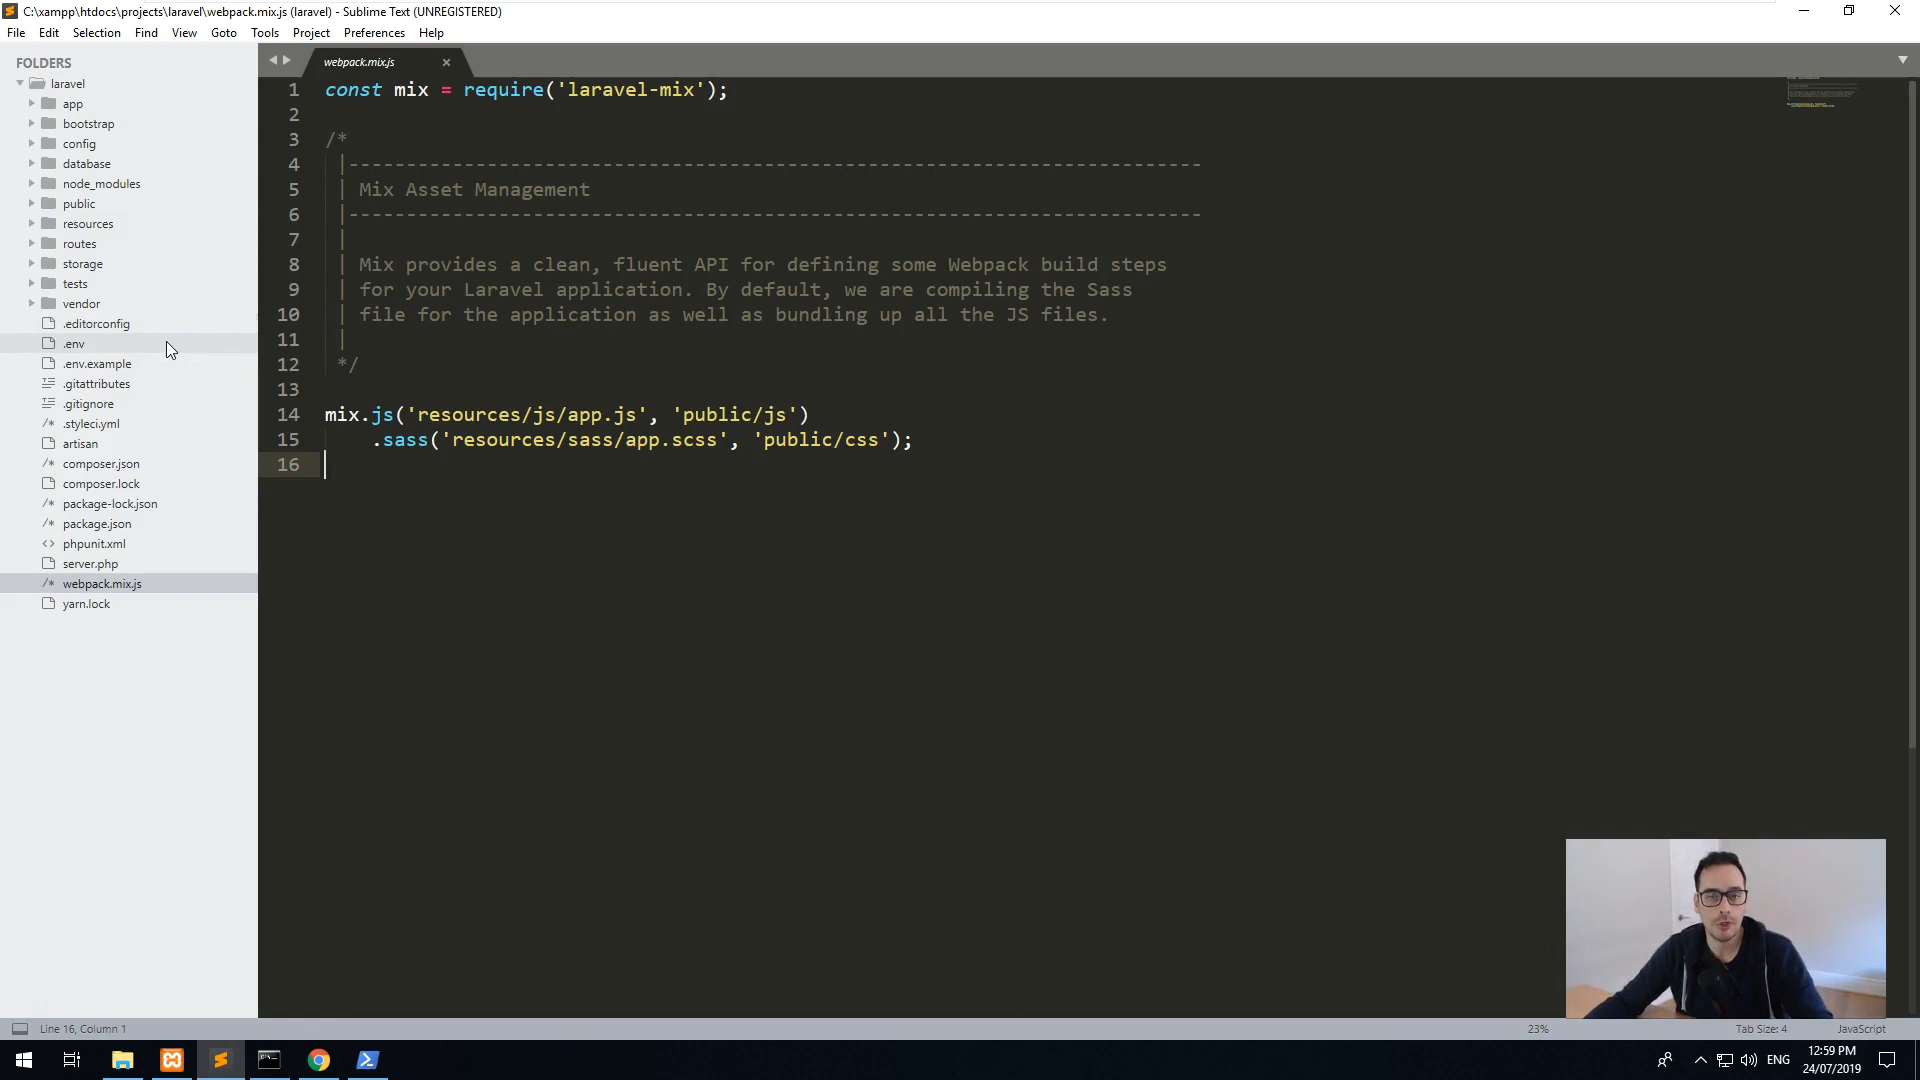 C:\xampp\htdocs\projects\laravel\webpack.mix.js (laravel) - Sublime Text (UNREGISTERED)
File Edit Selection Find View Goto Tools Project Preferences Help
FOLDERS
laravel
app
bootstrap
config
database
node_modules
public
resources
routes
storage
tests
vendor
.editorconfig
.env
.env.example
.gitattributes
.gitignore
/* .styleci.yml
artisan
/* composer.json
composer.lock
/* package-lock.json
/* package.json
<> phpunit.xml
server.php
/* webpack.mix.js
yarn.lock
webpack.mix.js
1 const mix = require('laravel-mix');
2
3 /*
4 |--------------------------------------------------------------------------
5 | Mix Asset Management
6 |--------------------------------------------------------------------------
7 |
8 | Mix provides a clean, fluent API for defining some Webpack build steps
9 | for your Laravel application. By default, we are compiling the Sass
10 | file for the application as well as bundling up all the JS files.
11 |
12 */
13
14 mix.js('resources/js/app.js', 'public/js')
15 .sass('resources/sass/app.scss', 'public/css');
16
Line 16, Column 1
23%
Tab Size: 4
JavaScript
ENG
12:59 PM
24/07/2019